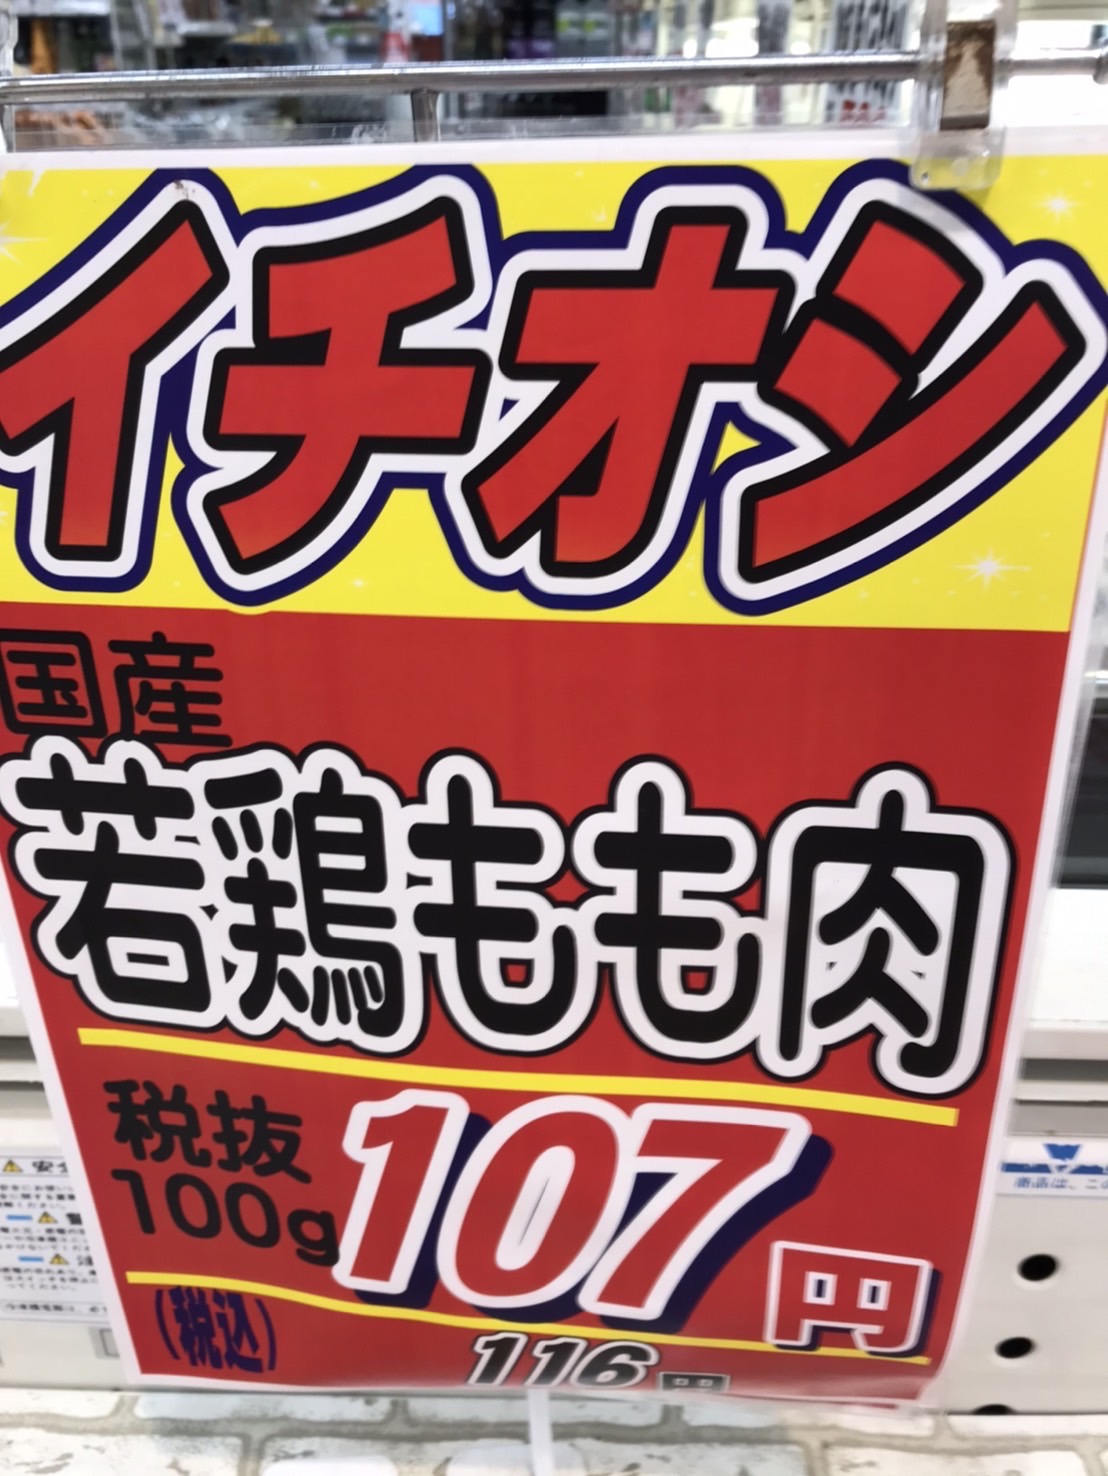 イチオシ
国産
若鶏もも肉
税抜
100g
107円
(税込)
116円